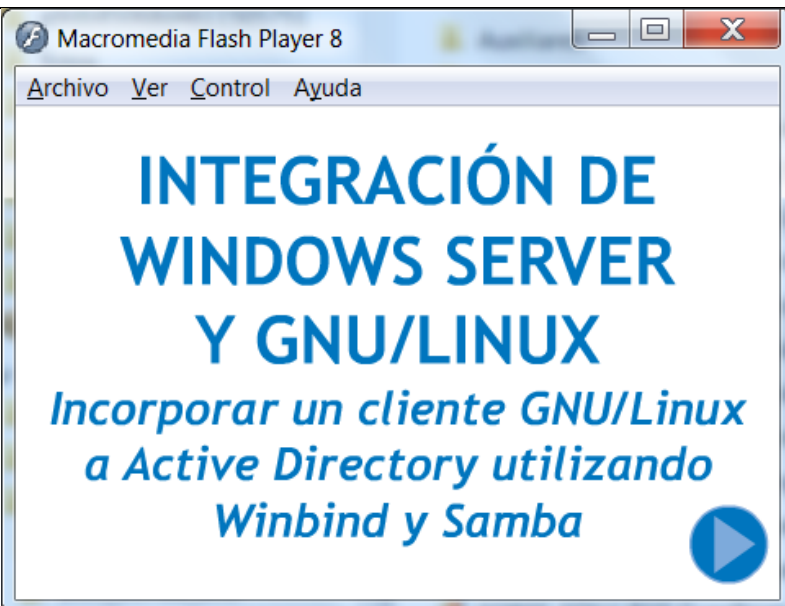 Macromedia Flash Player 8
Archivo Ver Control Ayuda
INTEGRACIÓN DE
WINDOWS SERVER
Y GNU/LINUX
Incorporar un cliente GNU/Linux
a Active Directory utilizando
Winbind y Samba